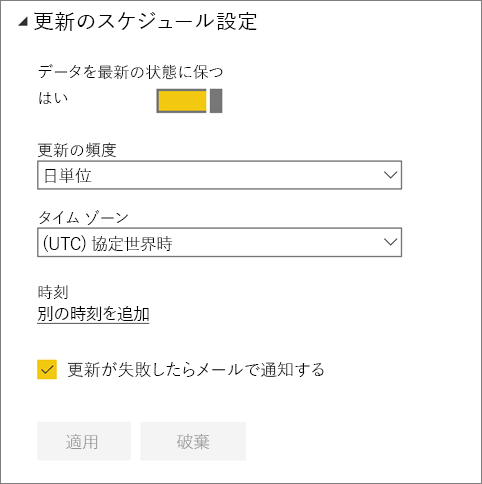 更新のスケジュール設定
データを最新の状態に保つ
はい
更新の頻度
日単位
タイム ゾーン
(UTC) 協定世界時
時刻
別の時刻を追加
更新が失敗したらメールで通知する
適用
破棄